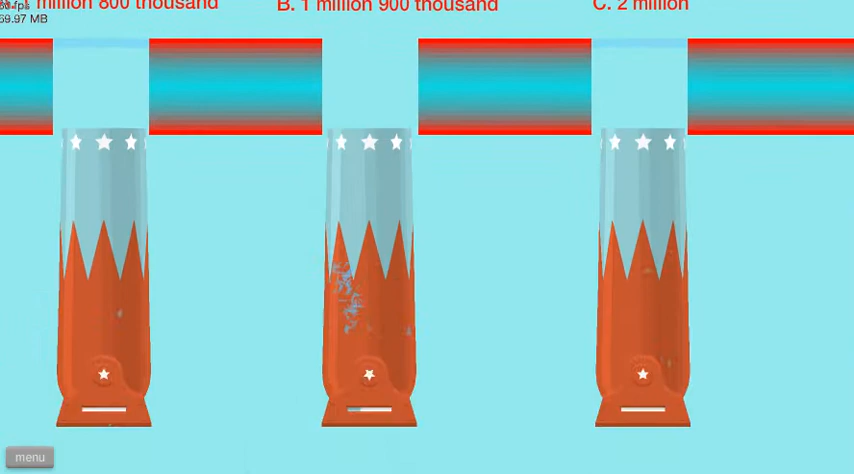 million 800 thousand
B. 1 million 900 thousand
C. 2 million
69.97 MB
menu